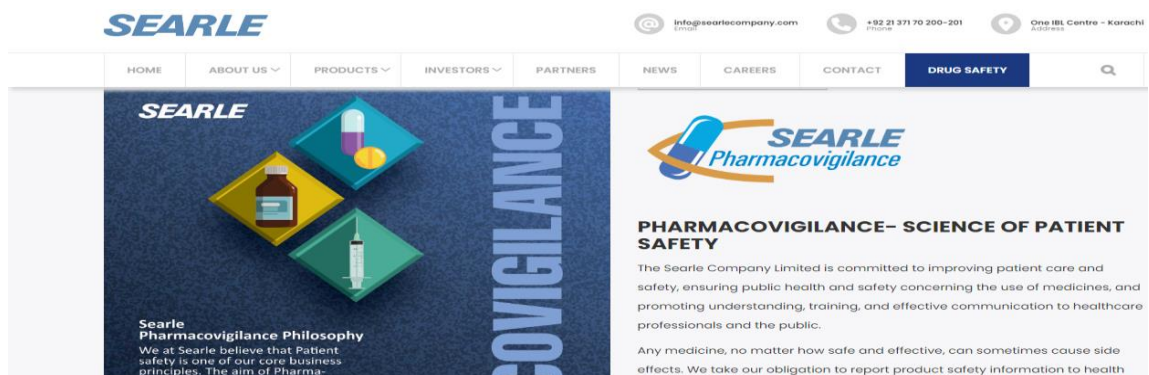 SEARLE
info@searlecompany.com
Email
+92 21 371 70 200-201
Phone
One IBL Centre - Karachi
Address
HOME ABOUT US PRODUCTS INVESTORS PARTNERS NEWS CAREERS CONTACT DRUG SAFETY
SEARLE
COVIGILANCE
Searle
Pharmacovigilance Philosophy
We at Searle believe that Patient
safety is one of our core business
principles. The aim of Pharma-
SEARLE
Pharmacovigilance
PHARMACOVIGILANCE- SCIENCE OF PATIENT
SAFETY
The Searle Company Limited is committed to improving patient care and
safety, ensuring public health and safety concerning the use of medicines, and
promoting understanding, training, and effective communication to healthcare
professionals and the public.
Any medicine, no matter how safe and effective, can sometimes cause side
effects. We take our obligation to report product safety information to health